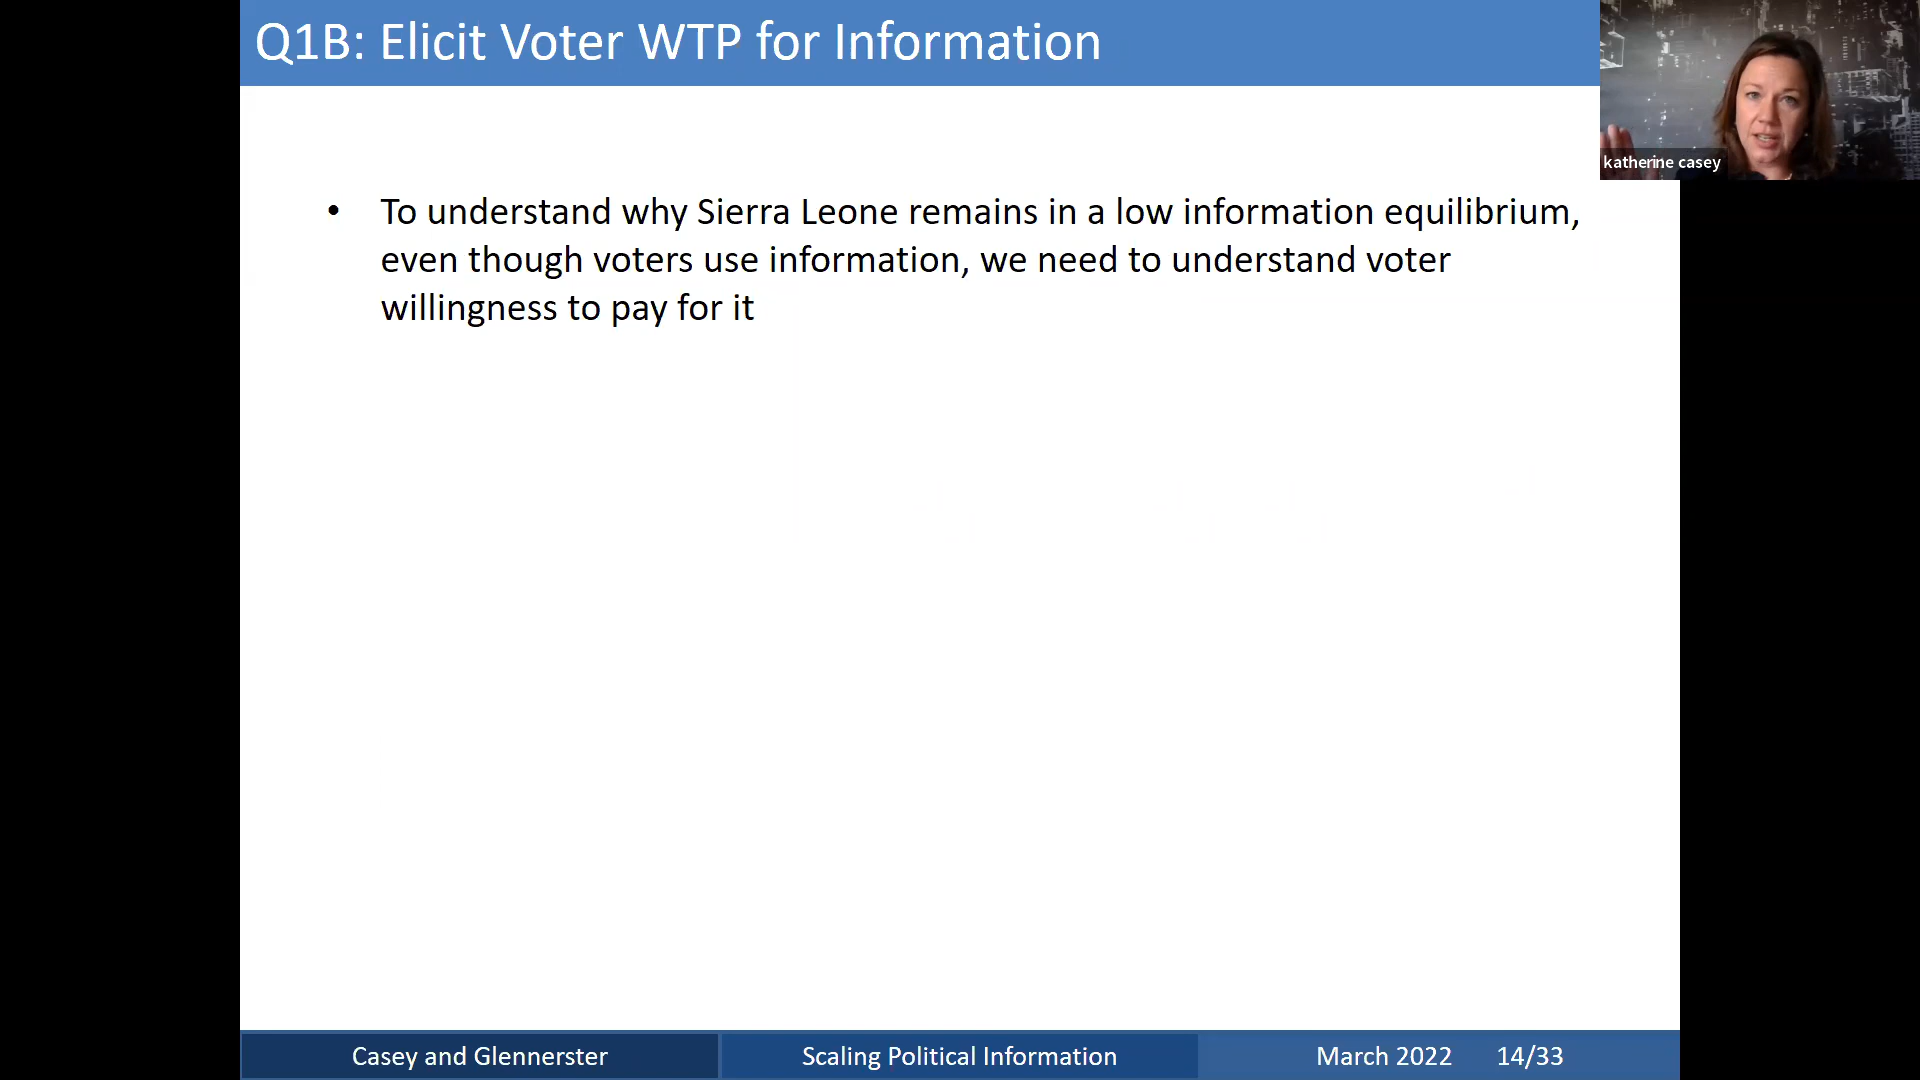 Q1B: Elicit Voter WTP for Information
katherine casey
• To understand why Sierra Leone remains in a low information equilibrium,
even though voters use information, we need to understand voter
willingness to pay for it
Casey and Glennerster
Scaling Political Information
March 2022 14/33